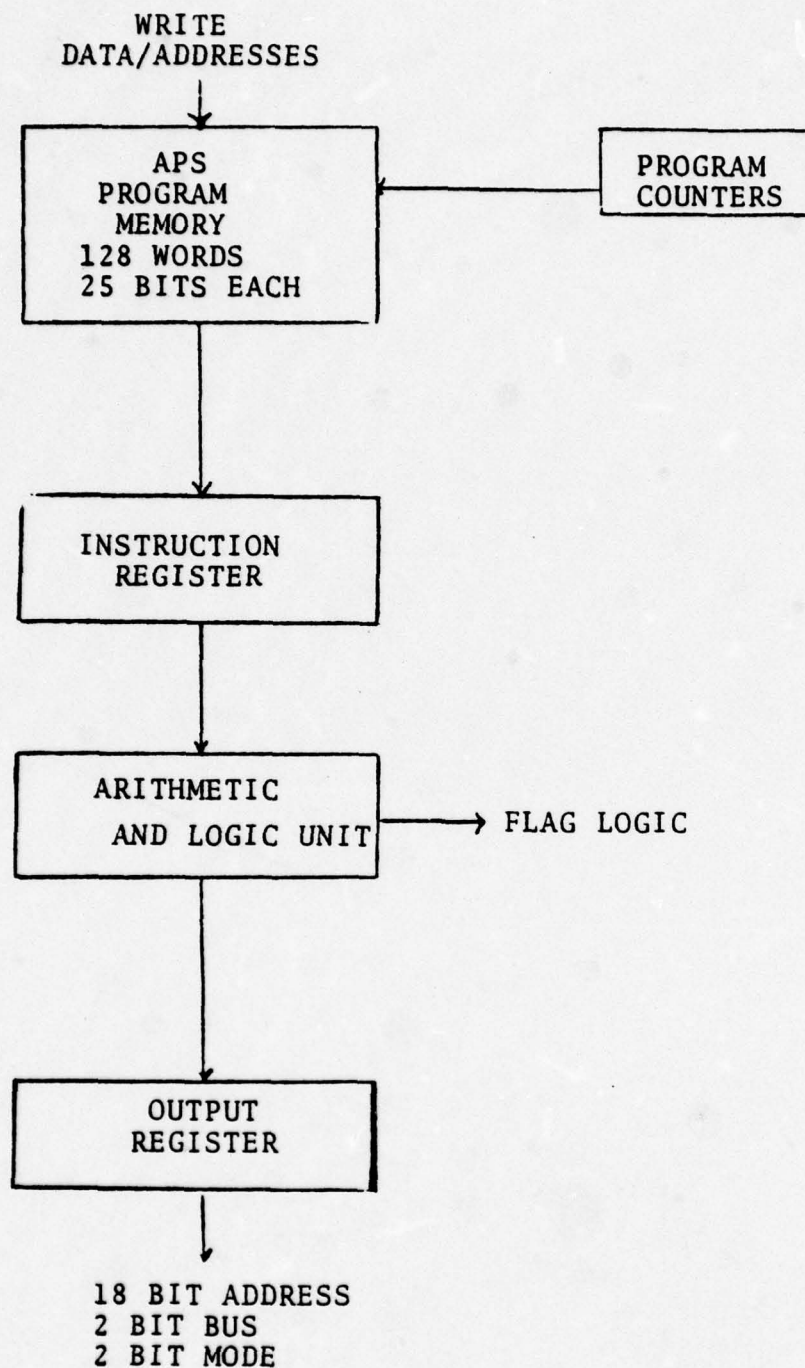 WRITE
DATA/ADDRESSES
APS
PROGRAM
MEMORY
128 WORDS
25 BITS EACH
PROGRAM
COUNTERS
INSTRUCTION
REGISTER
ARITHMETIC
AND LOGIC UNIT
FLAG LOGIC
OUTPUT
REGISTER
18 BIT ADDRESS
2 BIT BUS
2 BIT MODE